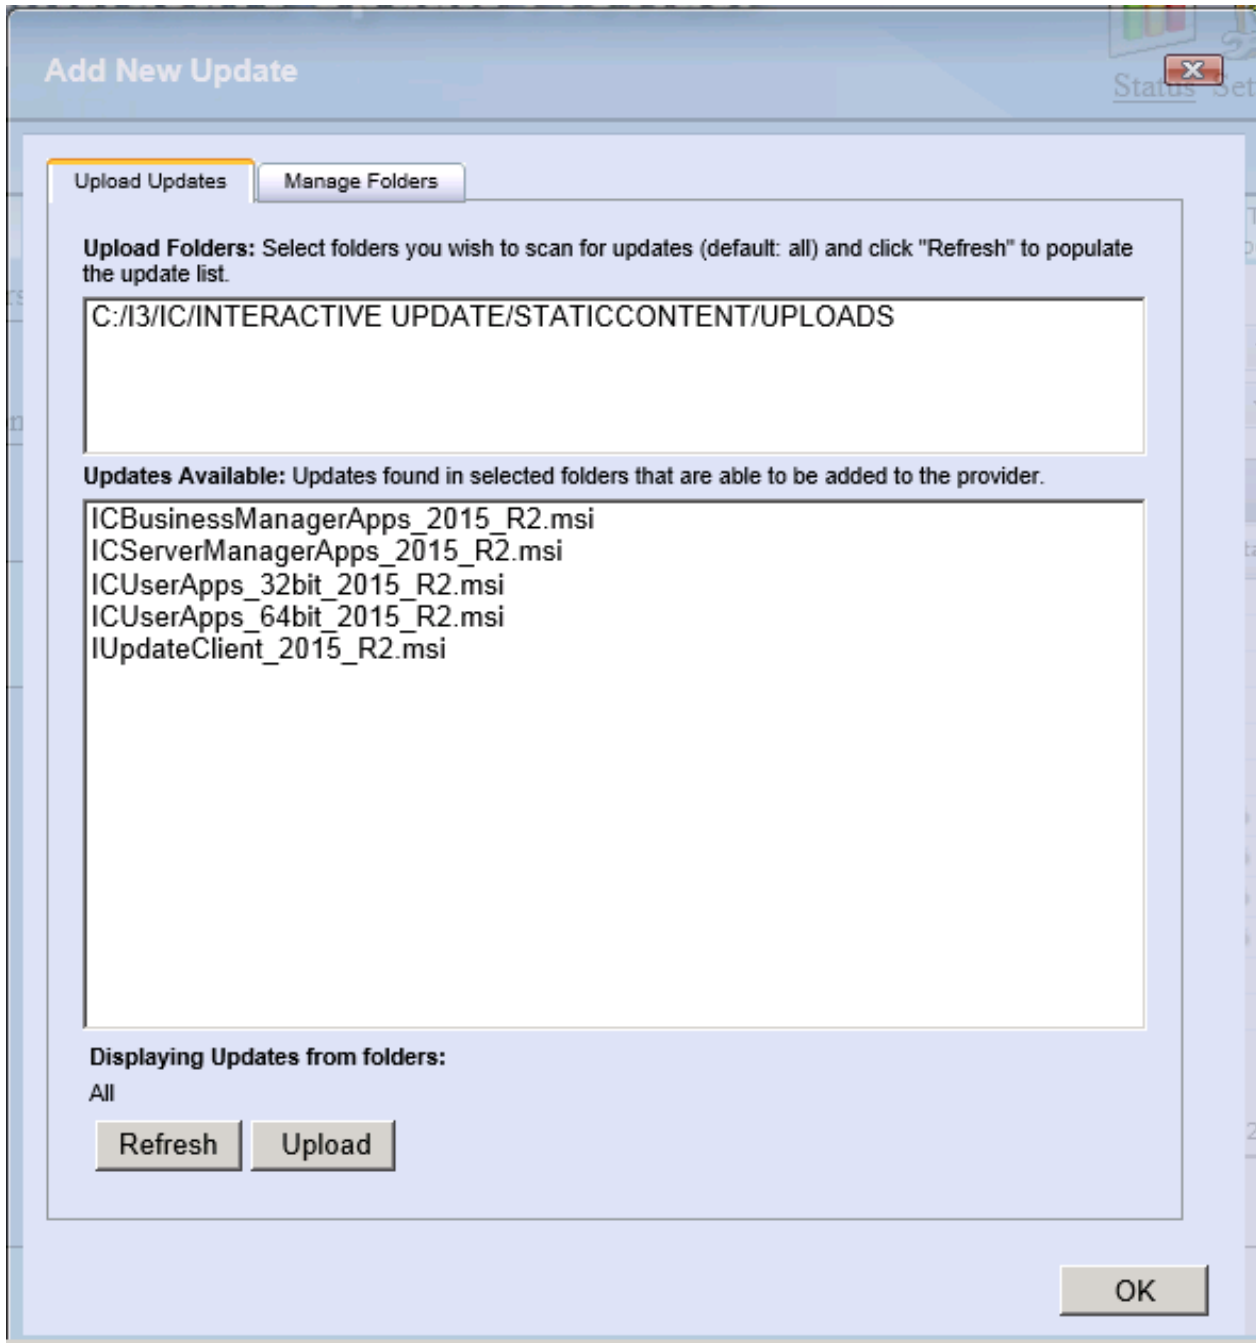 Add New Update
Status Set
Upload Updates
Manage Folders
Upload Folders: Select folders you wish to scan for updates (default: all) and click "Refresh" to populate
the update list.
C:/I3/IC/INTERACTIVE UPDATE/STATICCONTENT/UPLOADS
Updates Available: Updates found in selected folders that are able to be added to the provider.
ICBusinessManagerApps_2015_R2.msi
ICServerManagerApps_2015_R2.msi
ICUserApps_32bit_2015_R2.msi
ICUserApps_64bit_2015_R2.msi
IUpdateClient_2015_R2.msi
Displaying Updates from folders:
All
Refresh
Upload
OK